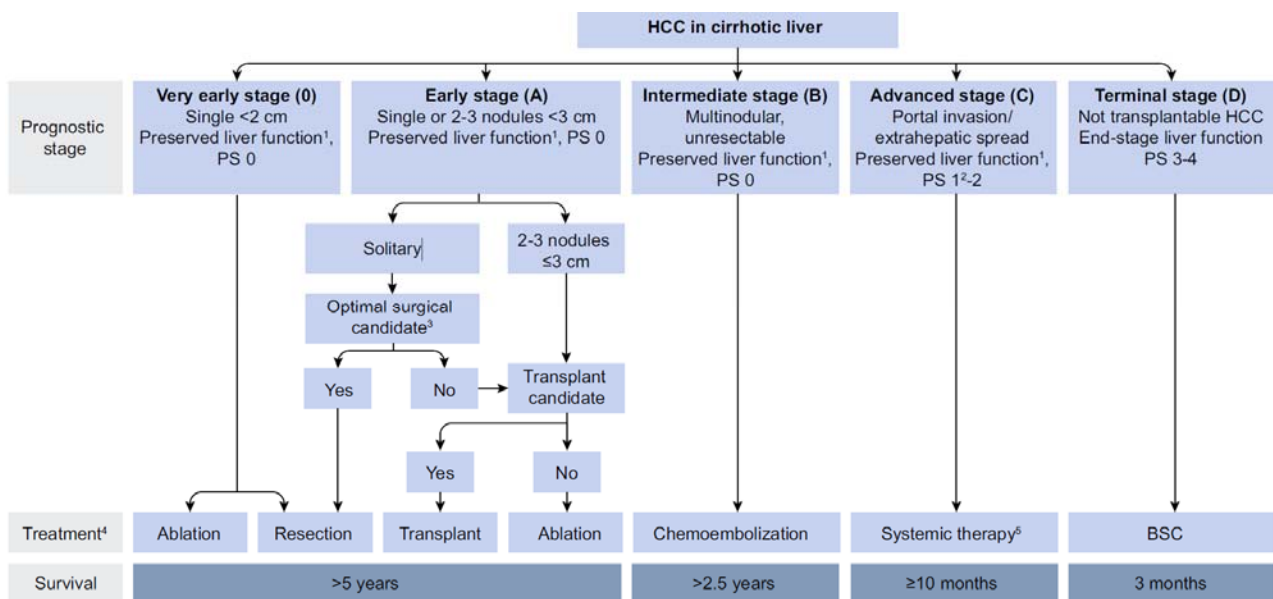 HCC in cirrhotic liver
Prognostic
stage
Very early stage (0)
Single <2 cm
Preserved liver function¹,
PS 0
Early stage (A)
Single or 2-3 nodules <3 cm
Preserved liver function¹, PS 0
Intermediate stage (B)
Multinodular,
unresectable
Preserved liver function¹,
PS 0
Advanced stage (C)
Portal invasion/
extrahepatic spread
Preserved liver function¹,
PS 1²-2
Terminal stage (D)
Not transplantable HCC
End-stage liver function
PS 3-4
Solitary
2-3 nodules
≤3 cm
Optimal surgical
candidate³
Yes
No
Transplant
candidate
Yes
No
Treatment⁴
Ablation
Resection
Transplant
Ablation
Chemoembolization
Systemic therapy⁵
BSC
Survival
>5 years
>2.5 years
≥10 months
3 months